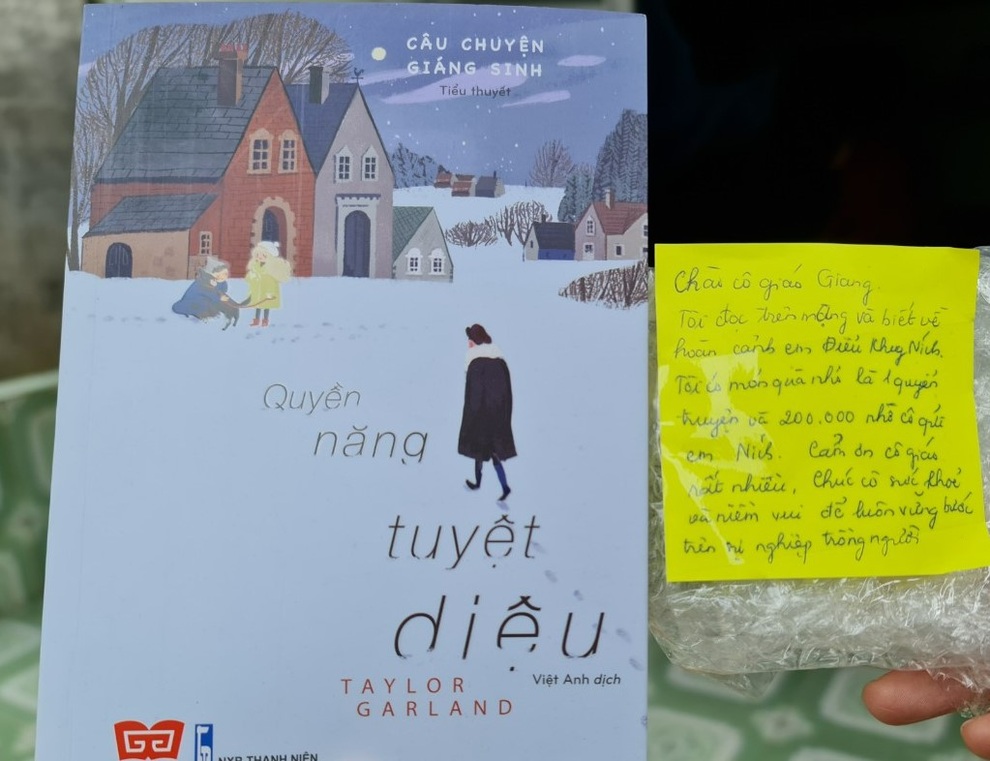 CÂU CHUYỆN
GIÁNG SINH
Tiểu thuyết
Quyền
năng
tuyệt
diệu
Việt Anh dịch
TAYLOR
GARLAND
NXB THANH NIÊN
Chào cô giáo Giang.
Tôi đọc trên mạng và biết về
hoàn cảnh em Điểu Khuy Ních.
Tôi có món quà nhỏ là 1 quyển
truyện và 200.000 nhờ cô gửi
em Ních. Cảm ơn cô giáo
rất nhiều. Chúc cô sức khoẻ
và niềm vui để luôn vững bước
trên sự nghiệp trồng người